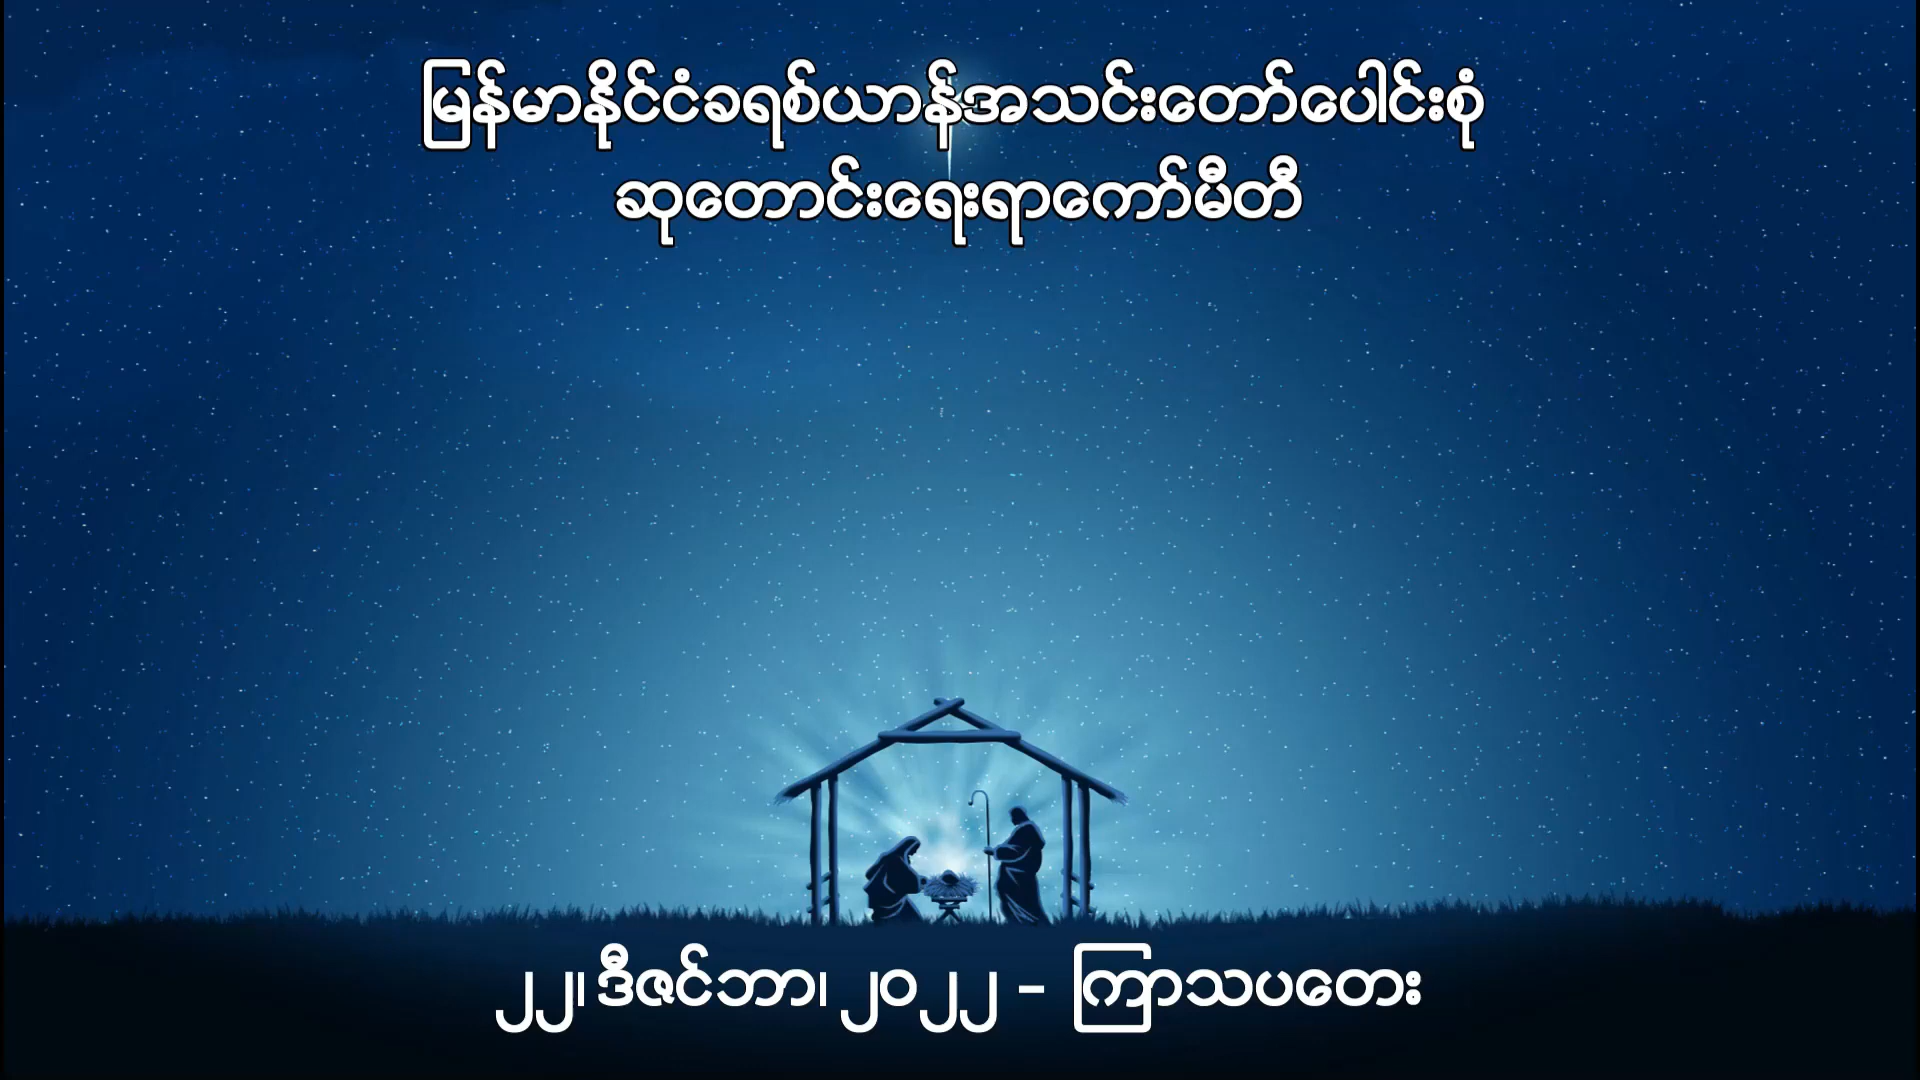 မြန်မာနိုင်ငံခရစ်ယာန်အသင်းတော်ပေါင်းစုံ
ဆုတောင်းရေးရာကော်မီတီ
၂၂၊ ဒီဇင်ဘာ၊ ၂၀၂၂ - ကြာသပတေး